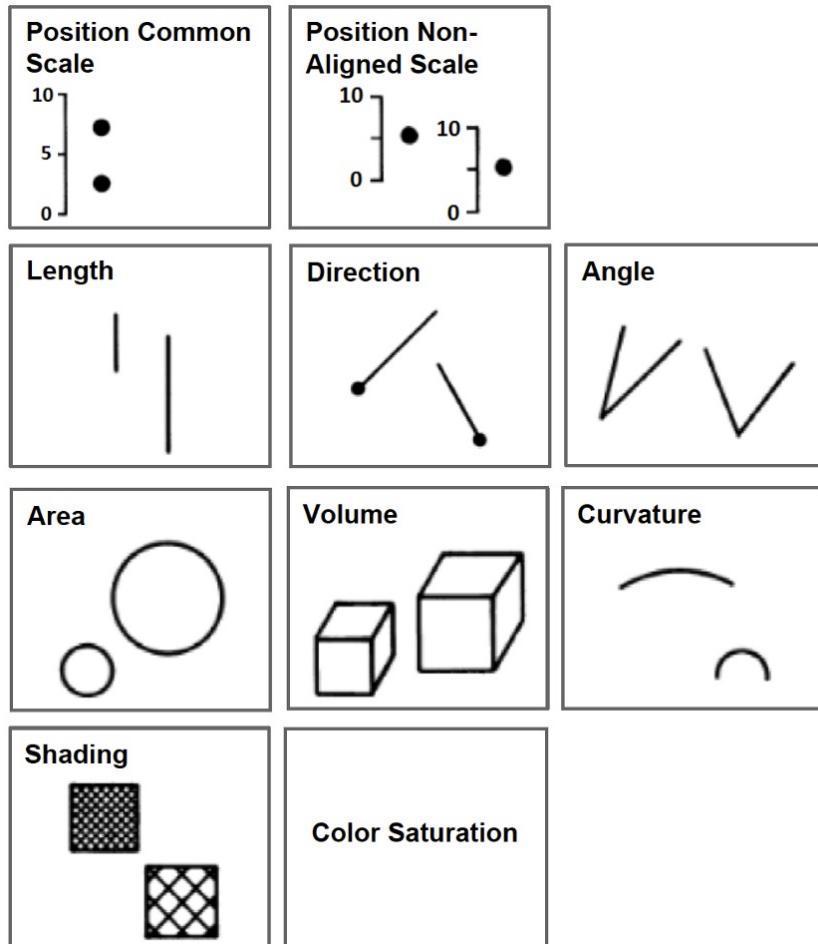 Position Common
Scale
10
5
0
Position Non-
Aligned Scale
10
0
10
0
Length
Direction
Angle
Area
Volume
Curvature
Shading
Color Saturation